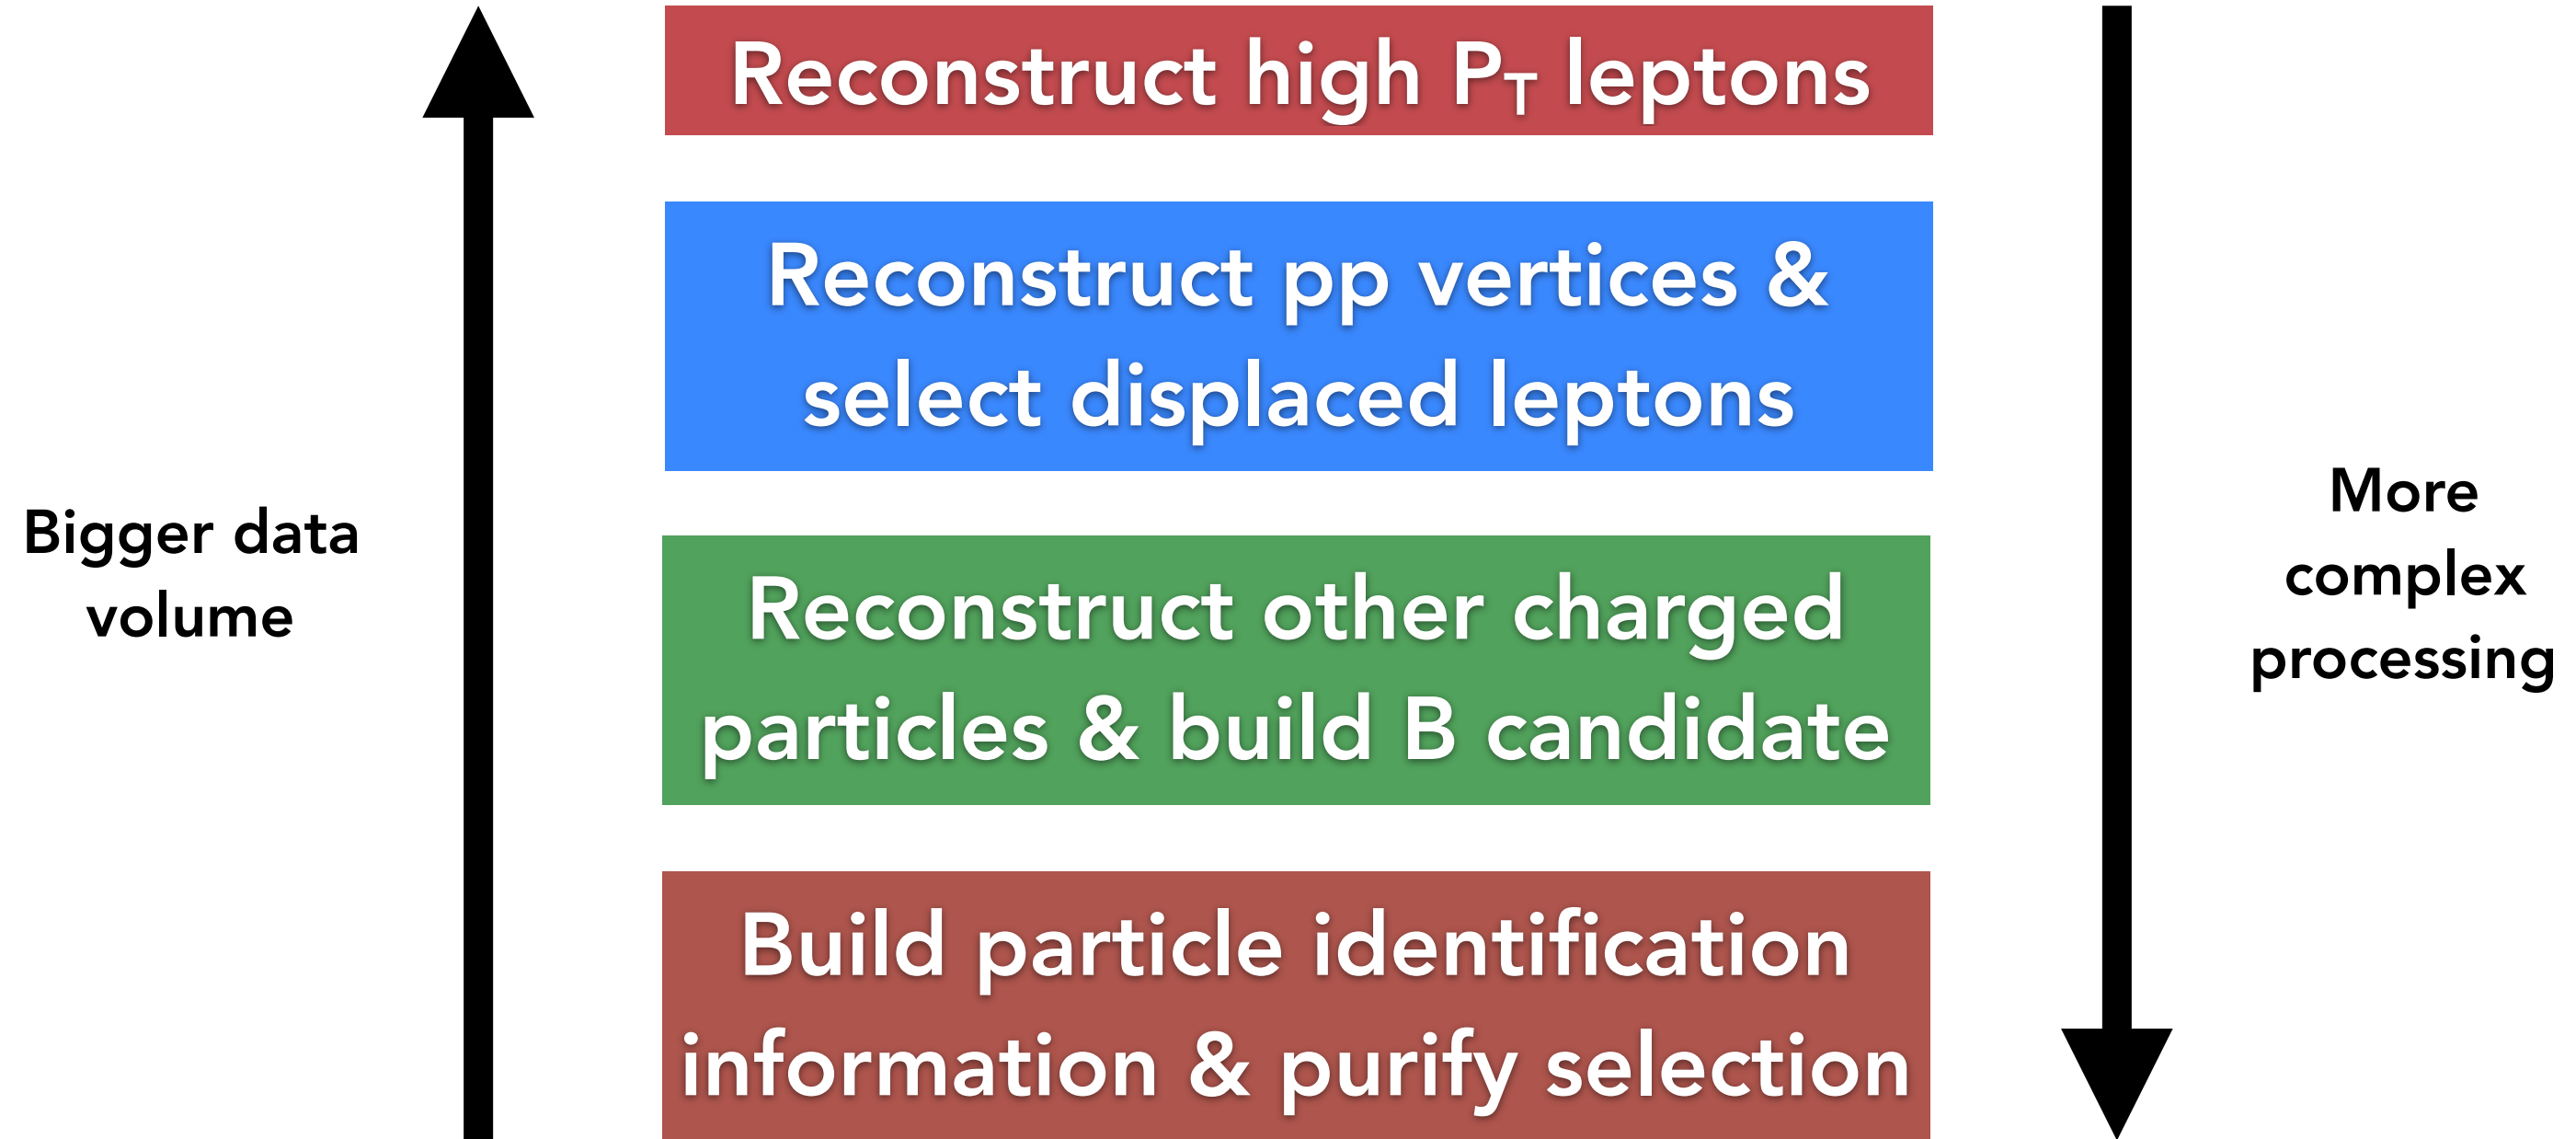 Reconstruct high PT leptons
Reconstruct pp vertices &
select displaced leptons
Reconstruct other charged
particles & build B candidate
Build particle identification
information & purify selection
Bigger data
volume
More
complex
processing